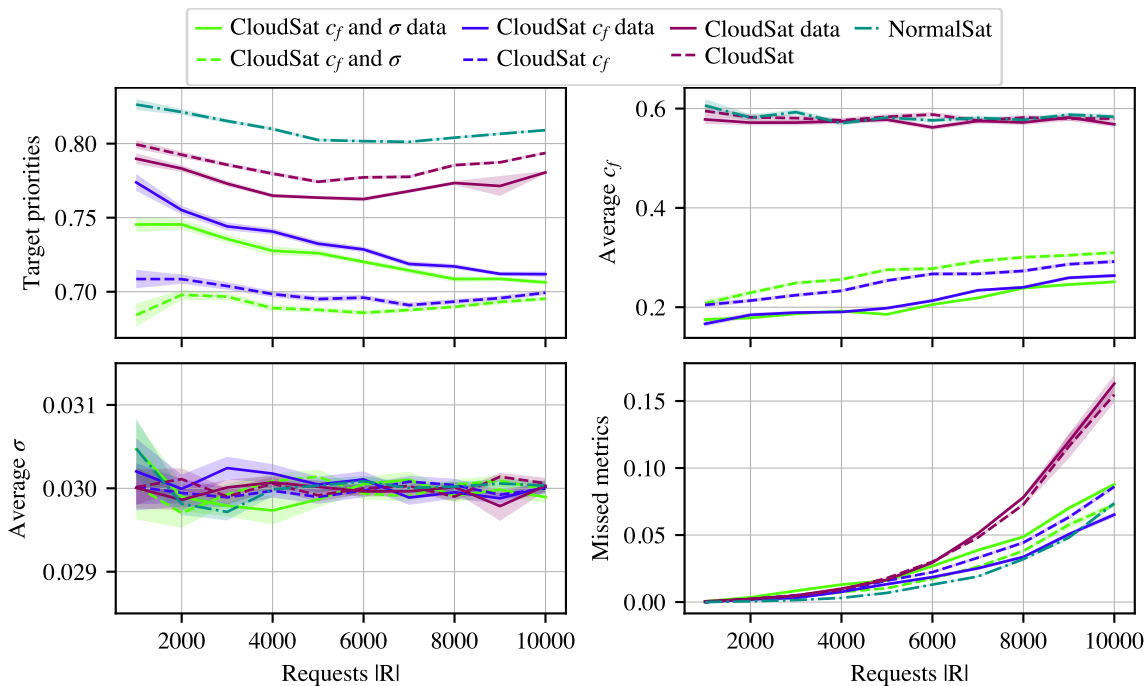 CloudSat c_f and σ data
CloudSat c_f data
CloudSat data
NormalSat
CloudSat c_f and σ
CloudSat c_f
CloudSat
Target priorities
0.80
0.75
0.70
Average c_f
0.6
0.4
0.2
Average σ
0.031
0.030
0.029
2000 4000 6000 8000 10000
Requests |R|
Missed metrics
0.15
0.10
0.05
0.00
2000 4000 6000 8000 10000
Requests |R|